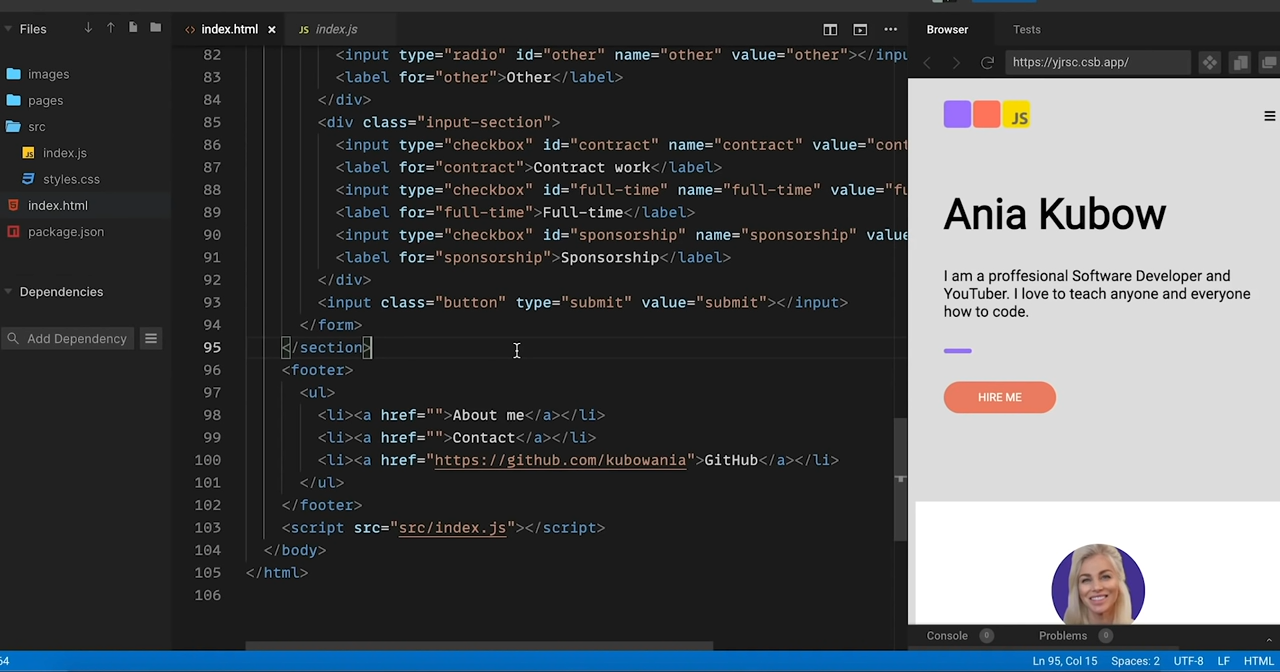 Files
index.html ×
JS index.js
Browser
Tests
https://yjrsc.csb.app/
images
pages
src
JS index.js
styles.css
index.html
package.json
Dependencies
Add Dependency
82 <input type="radio" id="other" name="other" value="other"></inpu
83 <label for="other">Other</label>
84 </div>
85 <div class="input-section">
86 <input type="checkbox" id="contract" name="contract" value="cont
87 <label for="contract">Contract work</label>
88 <input type="checkbox" id="full-time" name="full-time" value="fu
89 <label for="full-time">Full-time</label>
90 <input type="checkbox" id="sponsorship" name="sponsorship" value
91 <label for="sponsorship">Sponsorship</label>
92 </div>
93 <input class="button" type="submit" value="submit"></input>
94 </form>
95 </section>
96 <footer>
97 <ul>
98 <li><a href="">About me</a></li>
99 <li><a href="">Contact</a></li>
100 <li><a href="https://github.com/kubowania">GitHub</a></li>
101 </ul>
102 </footer>
103 <script src="src/index.js"></script>
104 </body>
105 </html>
106
JS
Ania Kubow
I am a proffesional Software Developer and
YouTuber. I love to teach anyone and everyone
how to code.
HIRE ME
Console 0
Problems 0
64
Ln 95, Col 15 Spaces: 2 UTF-8 LF HTML